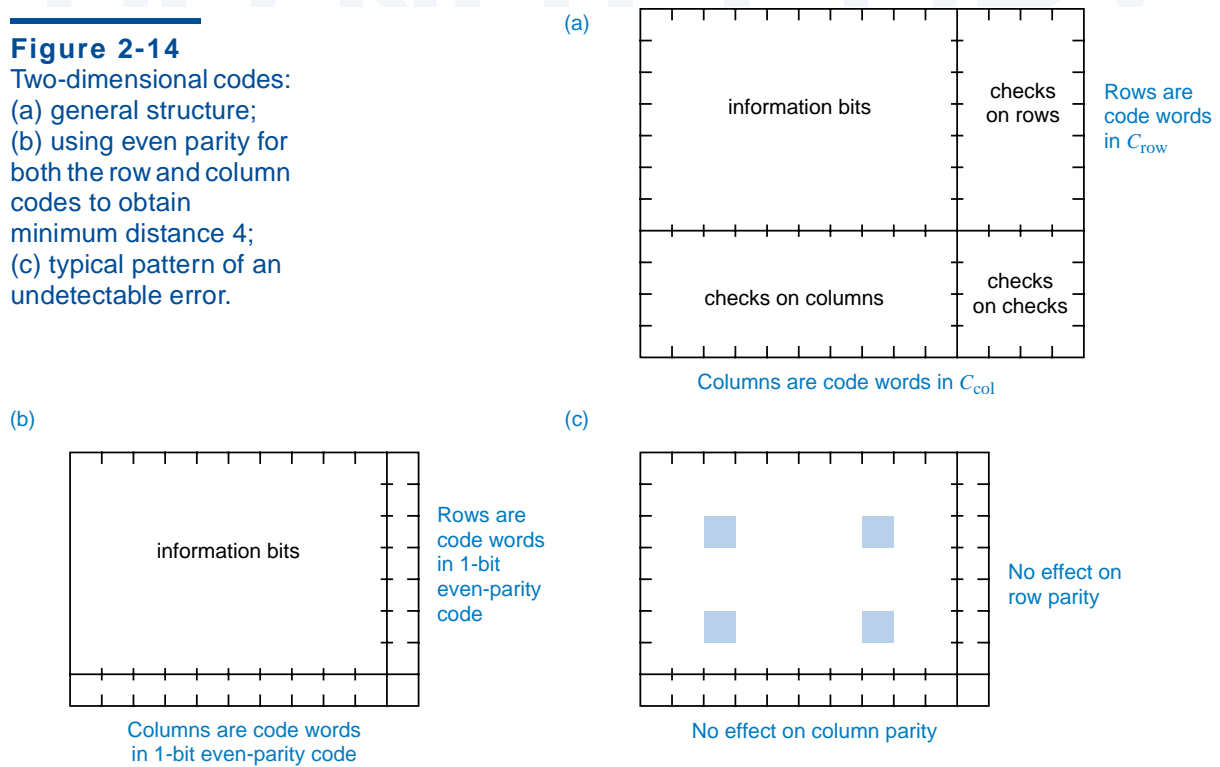 Figure 2-14
Two-dimensional codes:
(a) general structure;
(b) using even parity for
both the row and column
codes to obtain
minimum distance 4;
(c) typical pattern of an
undetectable error.
(a)
information bits
checks
on rows
Rows are
code words
in Crow
checks on columns
checks
on checks
Columns are code words in Ccol
(b)
information bits
Rows are
code words
in 1-bit
even-parity
code
Columns are code words
in 1-bit even-parity code
(c)
No effect on
row parity
No effect on column parity